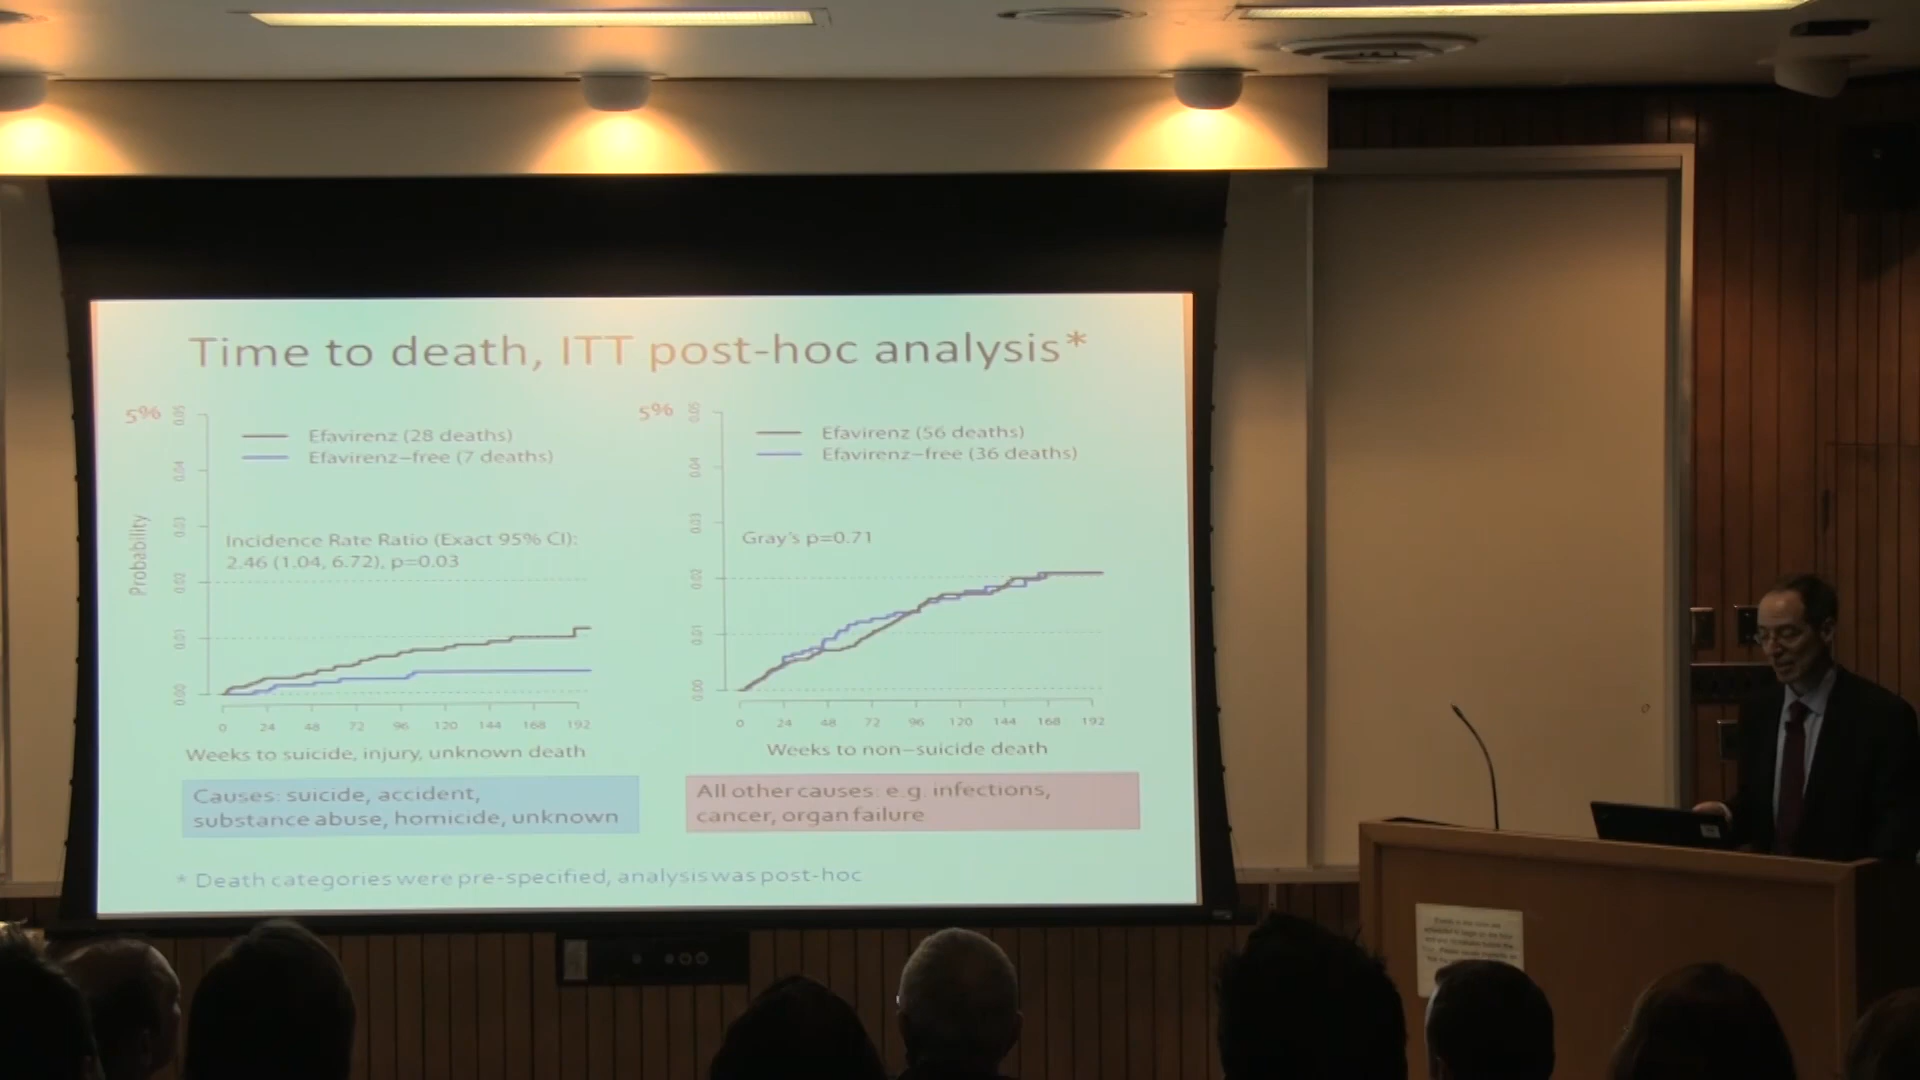 Time to death, ITT post-hoc analysis*
5%
0.05
0.04
0.03
0.02
0.01
0.00
Probability
Efavirenz (28 deaths)
Efavirenz-free (7 deaths)
Incidence Rate Ratio (Exact 95% CI):
2.46 (1.04, 6.72), p=0.03
0 24 48 72 96 120 144 168 192
Weeks to suicide, injury, unknown death
Causes: suicide, accident,
substance abuse, homicide, unknown
5%
0.05
0.04
0.03
0.02
0.01
0.00
Efavirenz (56 deaths)
Efavirenz-free (36 deaths)
Gray's p=0.71
0 24 48 72 96 120 144 168 192
Weeks to non-suicide death
All other causes: e.g. infections,
cancer, organ failure
* Death categories were pre-specified, analysis was post-hoc